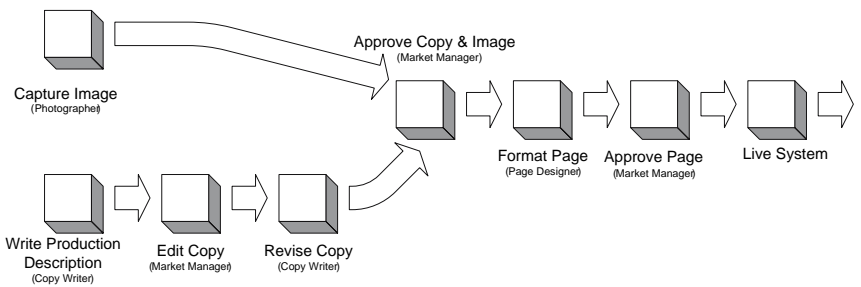 Capture Image
(Photographer)
Approve Copy & Image
(Market Manager)
Format Page
(Page Designer)
Approve Page
(Market Manager)
Live System
Write Production
Description
(Copy Writer)
Edit Copy
(Market Manager)
Revise Copy
(Copy Writer)